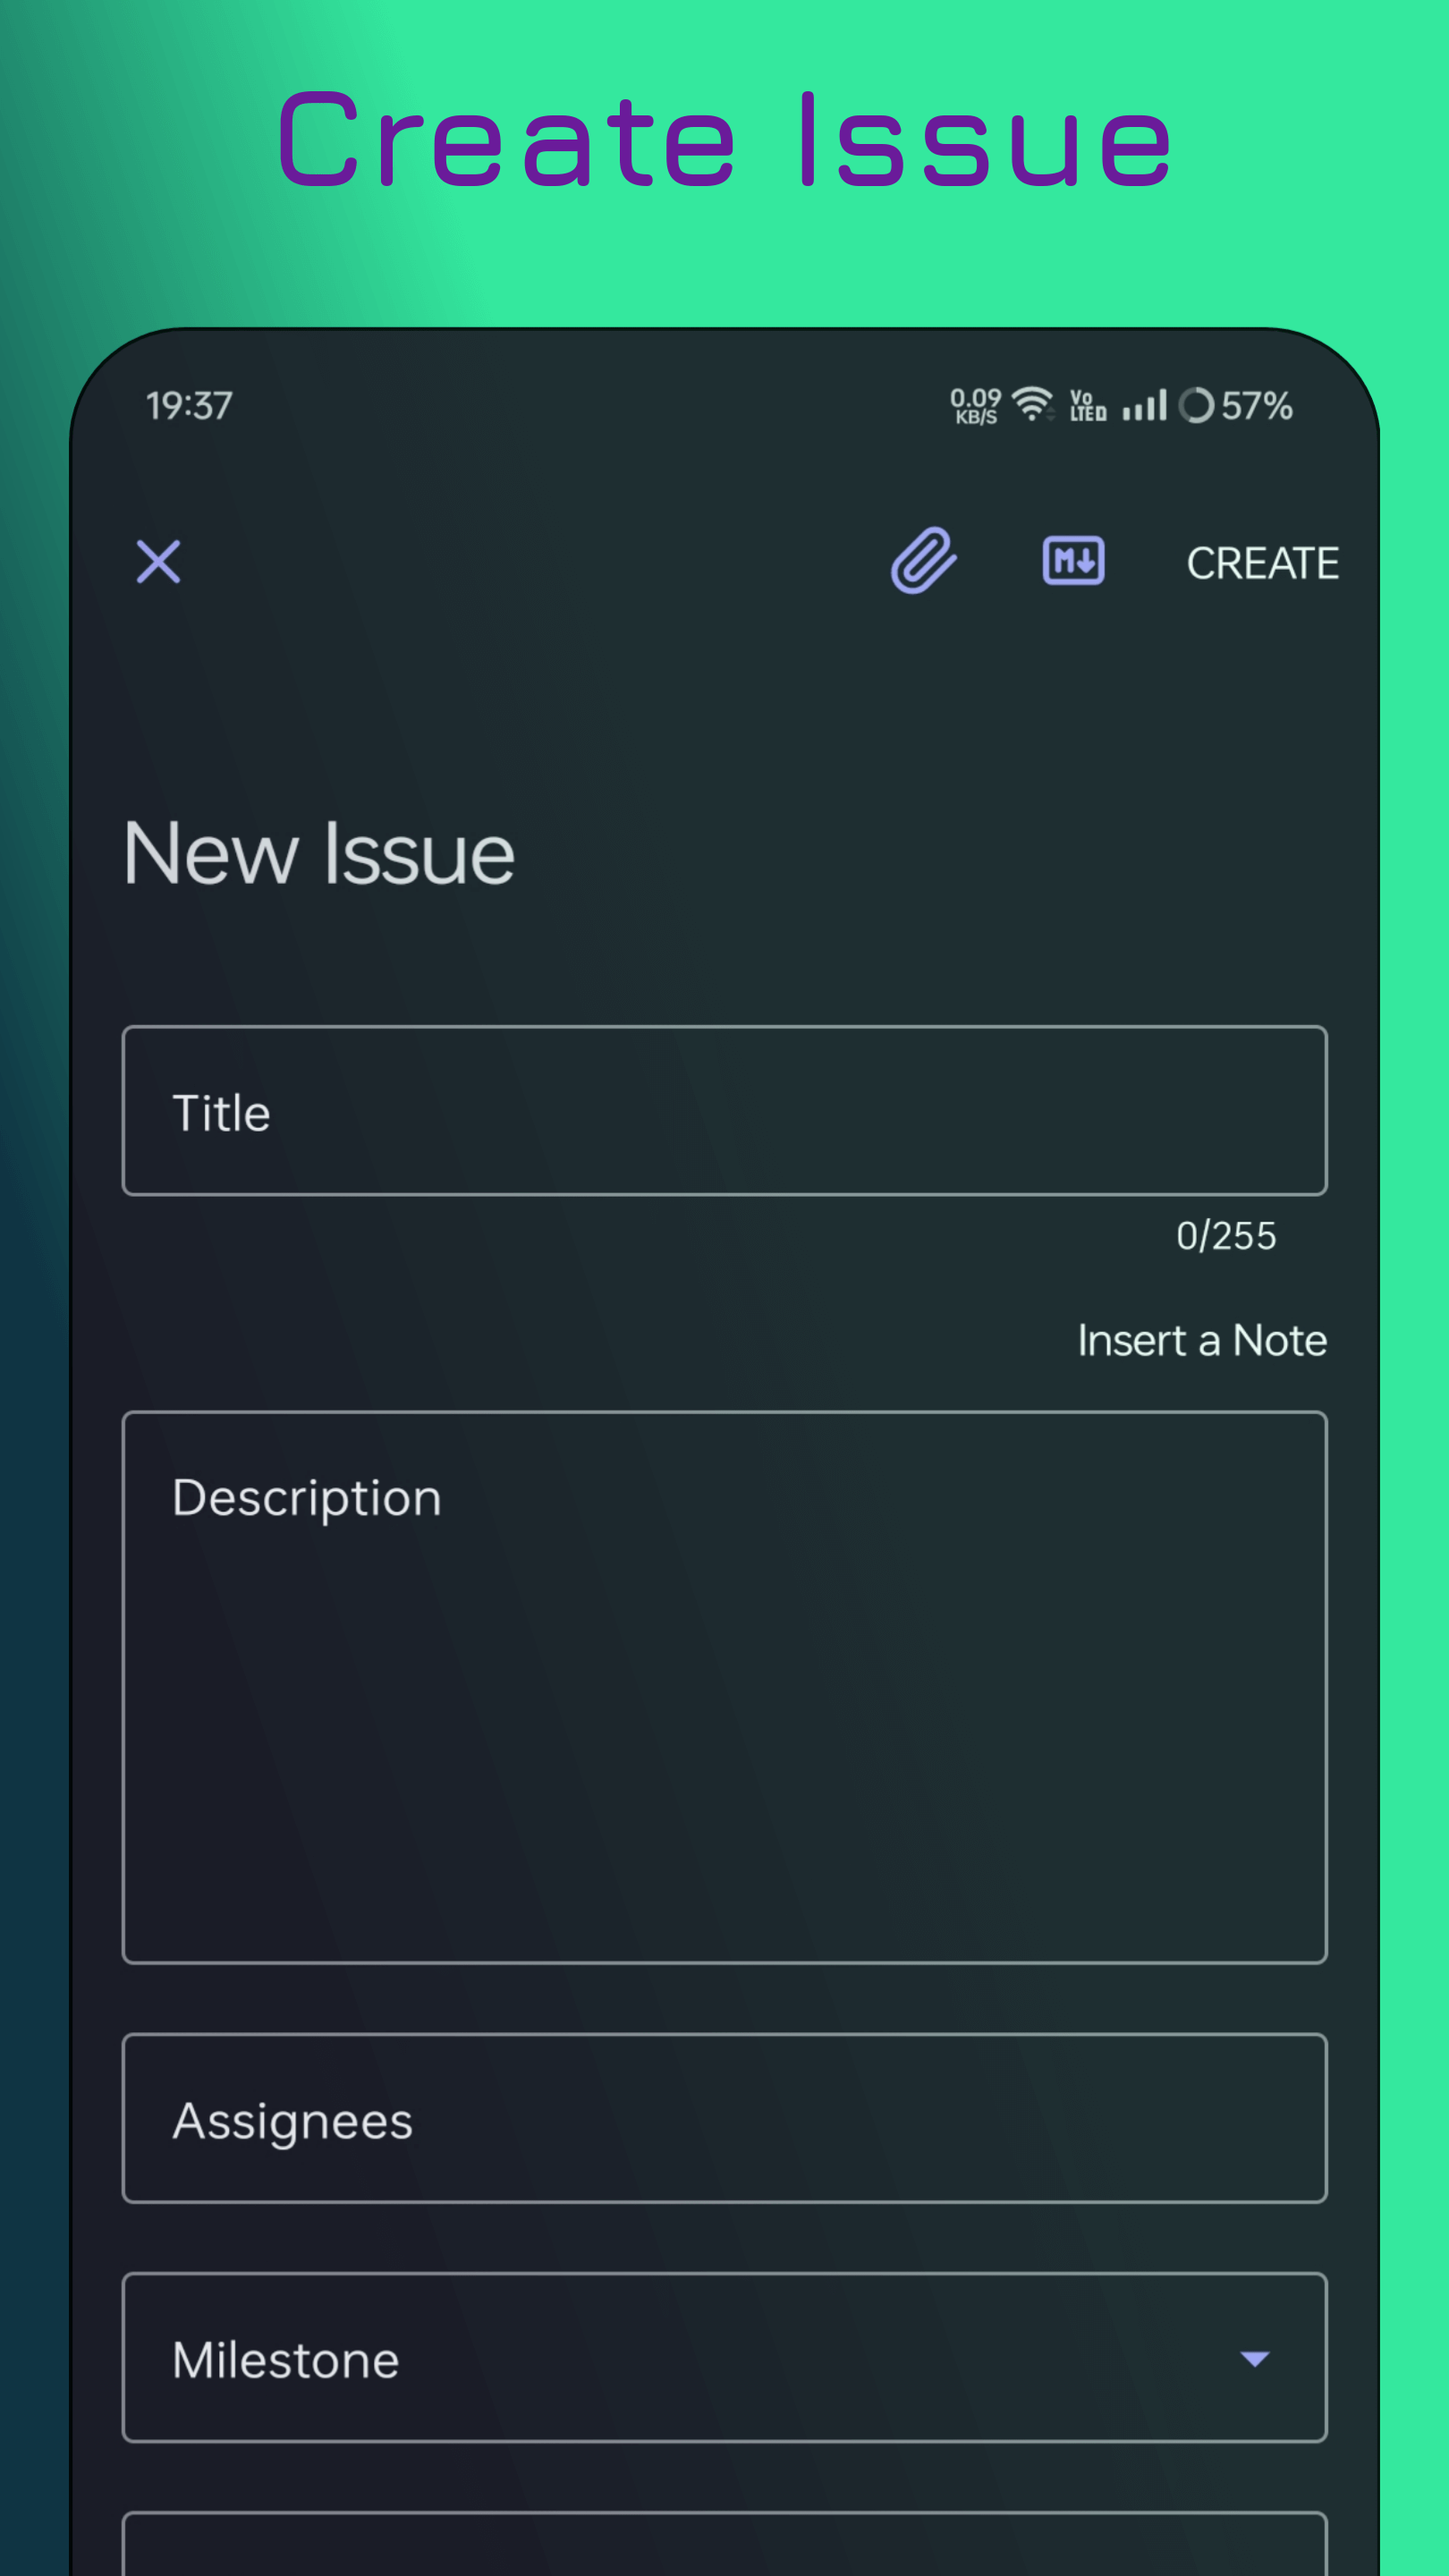 Create Issue
19:37
0.09
KB/S
Vo
LTE
57%
M
CREATE
New Issue
Title
0/255
Insert a Note
Description
Assignees
Milestone